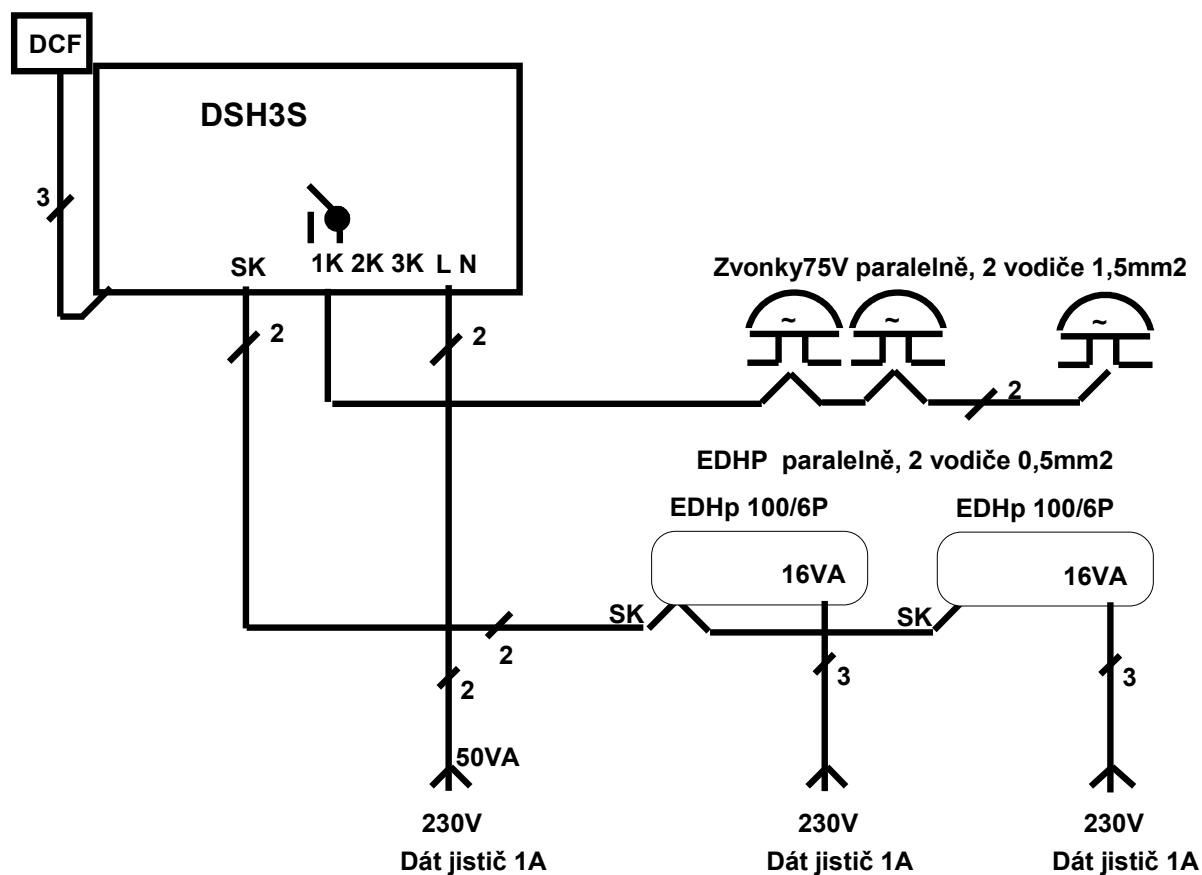 DCF
DSH3S
3
SK 1K 2K 3K L N
Zvonky75V paralelně, 2 vodiče 1,5mm2
~ ~ ~
2 2
2
EDHP paralelně, 2 vodiče 0,5mm2
EDHp 100/6P EDHp 100/6P
16VA 16VA
SK SK
2
2 3 3
50VA
230V 230V 230V
Dát jistič 1A Dát jistič 1A Dát jistič 1A